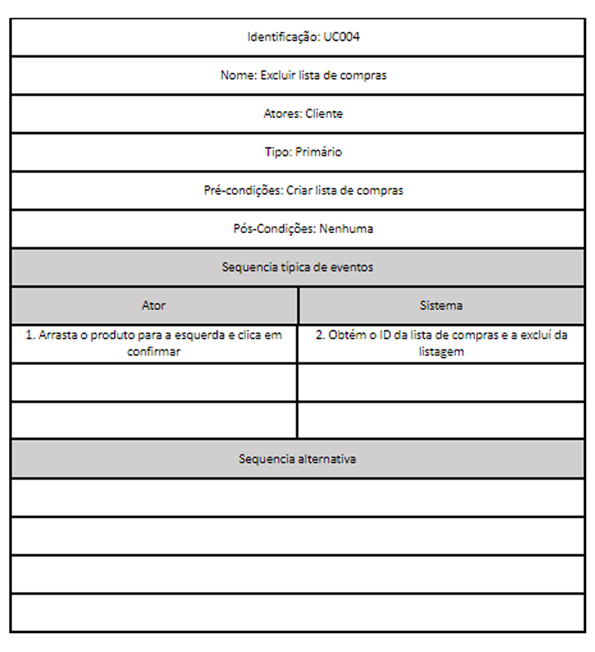 Identificação: UC004
Nome: Excluir lista de compras
Atores: Cliente
Tipo: Primário
Pré-condições: Criar lista de compras
Pós-Condições: Nenhuma
Sequencia típica de eventos
Ator
Sistema
1. Arrasta o produto para a esquerda e clica em
confirmar
2. Obtém o ID da lista de compras e a excluí da
listagem
Sequencia alternativa